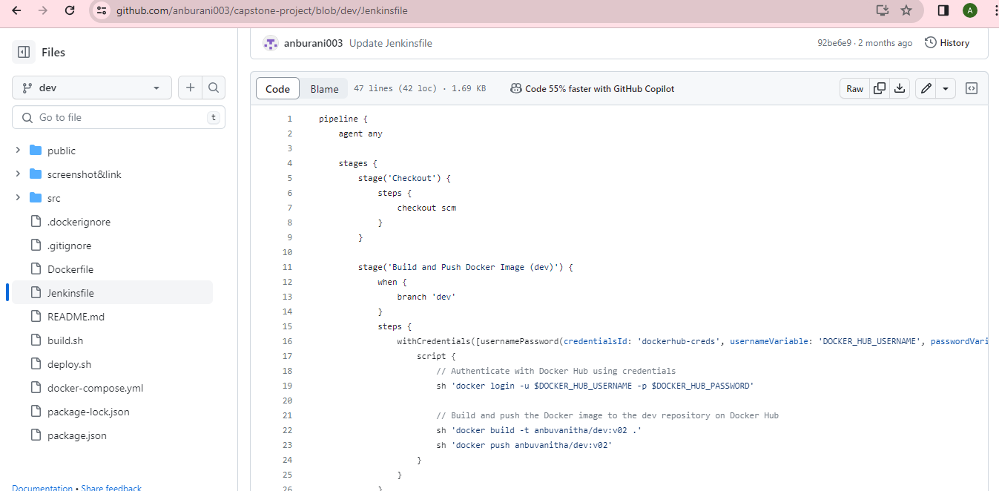 github.com/anburani003/capstone-project/blob/dev/Jenkinsfile
A
Files
dev
Go to file
t
public
screenshot&link
src
.dockerignore
.gitignore
Dockerfile
Jenkinsfile
README.md
build.sh
deploy.sh
docker-compose.yml
package-lock.json
package.json
Documentation • Share feedback
anburani003 Update Jenkinsfile 92be6e9 · 2 months ago History
Code Blame 47 lines (42 loc) · 1.69 KB Code 55% faster with GitHub Copilot Raw
1 pipeline {
2 agent any
3
4 stages {
5 stage('Checkout') {
6 steps {
7 checkout scm
8 }
9 }
10
11 stage('Build and Push Docker Image (dev)') {
12 when {
13 branch 'dev'
14 }
15 steps {
16 withCredentials([usernamePassword(credentialsId: 'dockerhub-creds', usernameVariable: 'DOCKER_HUB_USERNAME', passwordVari
17 script {
18 // Authenticate with Docker Hub using credentials
19 sh 'docker login -u $DOCKER_HUB_USERNAME -p $DOCKER_HUB_PASSWORD'
20
21 // Build and push the Docker image to the dev repository on Docker Hub
22 sh 'docker build -t anbuvanitha/dev:v02 .'
23 sh 'docker push anbuvanitha/dev:v02'
24 }
25 }
26 }